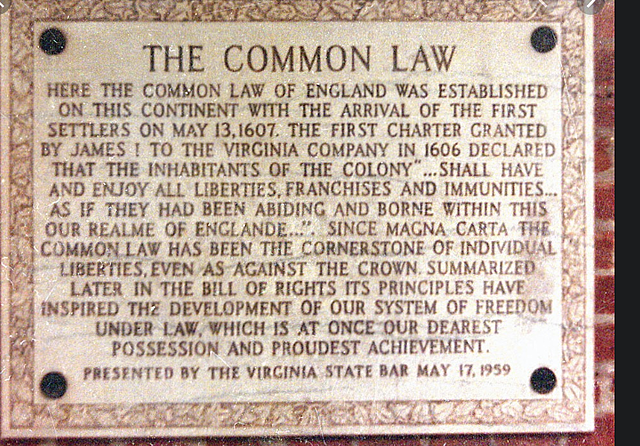 THE COMMON LAW
HERE THE COMMON LAW OF ENGLAND WAS ESTABLISHED
ON THIS CONTINENT WITH THE ARRIVAL OF THE FIRST
SETTLERS ON MAY 13,1607. THE FIRST CHARTER GRANTED
BY JAMES I TO THE VIRGINIA COMPANY IN 1606 DECLARED
THAT THE INHABITANTS OF THE COLONY"...SHALL HAVE
AND ENJOY ALL LIBERTIES, FRANCHISES AND IMMUNITIES...
AS IF THEY HAD BEEN ABIDING AND BORNE WITHIN THIS
OUR REALME OF ENGLANDE...". SINCE MAGNA CARTA THE
COMMON LAW HAS BEEN THE CORNERSTONE OF INDIVIDUAL
LIBERTIES, EVEN AS AGAINST THE CROWN. SUMMARIZED
LATER IN THE BILL OF RIGHTS ITS PRINCIPLES HAVE
INSPIRED THE DEVELOPMENT OF OUR SYSTEM OF FREEDOM
UNDER LAW, WHICH IS AT ONCE OUR DEAREST
POSSESSION AND PROUDEST ACHIEVEMENT.
PRESENTED BY THE VIRGINIA STATE BAR MAY 17, 1959